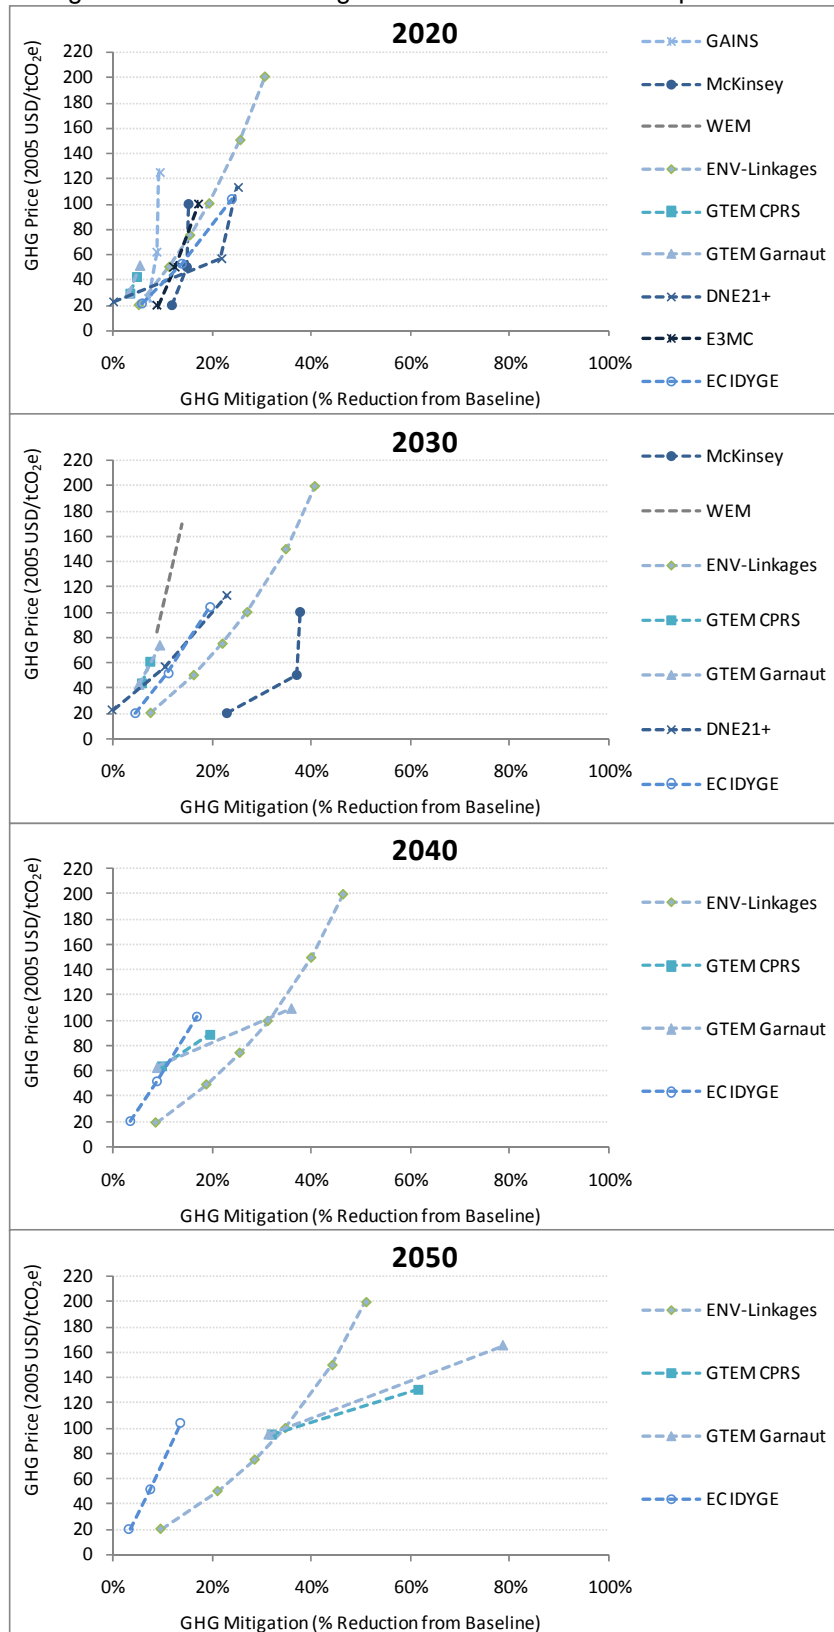 2020
GHG Price (2005 USD/tCO2e)
220
200
180
160
140
120
100
80
60
40
20
0
0% 20% 40% 60% 80% 100%
GHG Mitigation (% Reduction from Baseline)
GAINS
McKinsey
WEM
ENV-Linkages
GTEM CPRS
GTEM Garnaut
DNE21+
E3MC
EC IDYGE
2030
GHG Price (2005 USD/tCO2e)
220
200
180
160
140
120
100
80
60
40
20
0
0% 20% 40% 60% 80% 100%
GHG Mitigation (% Reduction from Baseline)
McKinsey
WEM
ENV-Linkages
GTEM CPRS
GTEM Garnaut
DNE21+
EC IDYGE
2040
GHG Price (2005 USD/tCO2e)
220
200
180
160
140
120
100
80
60
40
20
0
0% 20% 40% 60% 80% 100%
GHG Mitigation (% Reduction from Baseline)
ENV-Linkages
GTEM CPRS
GTEM Garnaut
EC IDYGE
2050
GHG Price (2005 USD/tCO2e)
220
200
180
160
140
120
100
80
60
40
20
0
0% 20% 40% 60% 80% 100%
GHG Mitigation (% Reduction from Baseline)
ENV-Linkages
GTEM CPRS
GTEM Garnaut
EC IDYGE